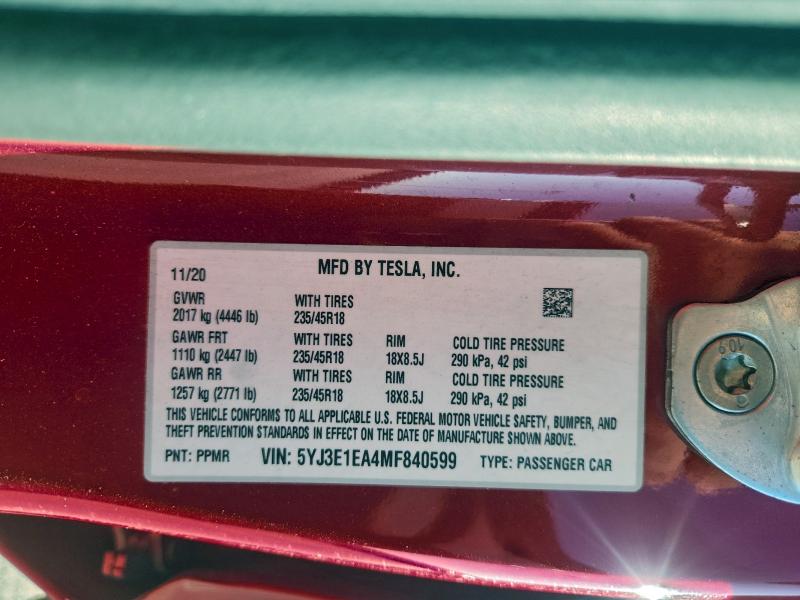 MFD BY TESLA, INC.
11/20
GVWR WITH TIRES
2017 kg (4446 lb) 235/45R18
GAWR FRT WITH TIRES RIM COLD TIRE PRESSURE
1110 kg (2447 lb) 235/45R18 18X8.5J 290 kPa, 42 psi
GAWR RR WITH TIRES RIM COLD TIRE PRESSURE
1257 kg (2771 lb) 235/45R18 18X8.5J 290 kPa, 42 psi
THIS VEHICLE CONFORMS TO ALL APPLICABLE U.S. FEDERAL MOTOR VEHICLE SAFETY, BUMPER, AND
THEFT PREVENTION STANDARDS IN EFFECT ON THE DATE OF MANUFACTURE SHOWN ABOVE.
PNT: PPMR VIN: 5YJ3E1EA4MF840599 TYPE: PASSENGER CAR
10.9